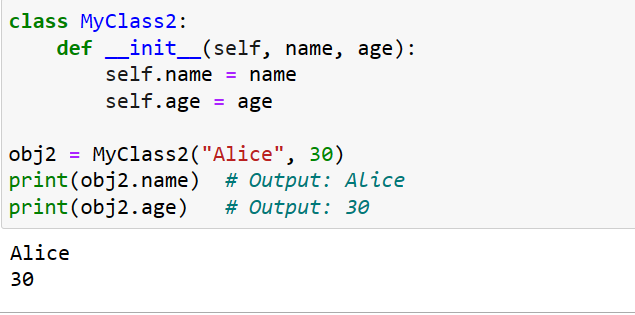 class MyClass2:
    def __init__(self, name, age):
        self.name = name
        self.age = age

obj2 = MyClass2("Alice", 30)
print(obj2.name)  # Output: Alice
print(obj2.age)   # Output: 30
Alice
30